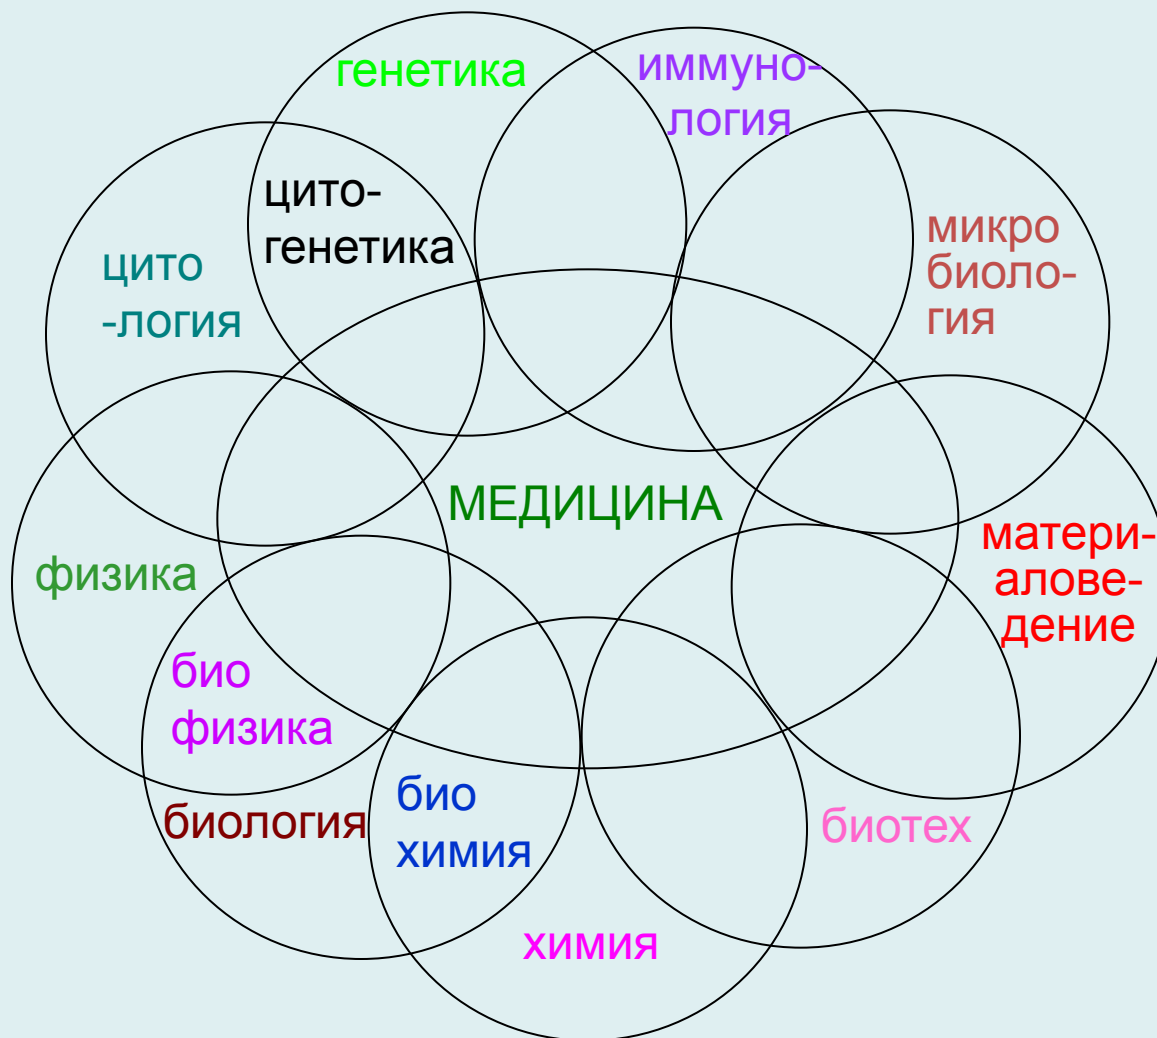 генетика
иммуно-
логия
цито-
генетика
микро
биоло-
гия
цито
-логия
МЕДИЦИНА
матери-
алове-
дение
физика
био
физика
биология
био
химия
биотех
химия